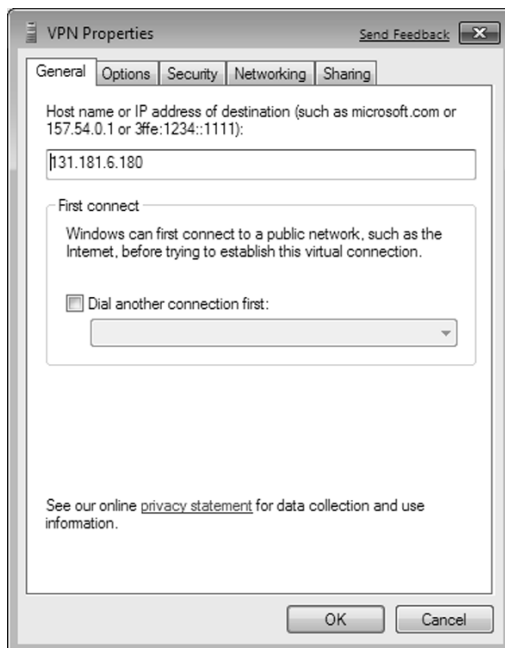 VPN Properties
Send Feedback
General Options Security Networking Sharing
Host name or IP address of destination (such as microsoft.com or
157.54.0.1 or 3ffe:1234::1111):
131.181.6.180
First connect
Windows can first connect to a public network, such as the
Internet, before trying to establish this virtual connection.
Dial another connection first:
See our online privacy statement for data collection and use
information.
OK Cancel